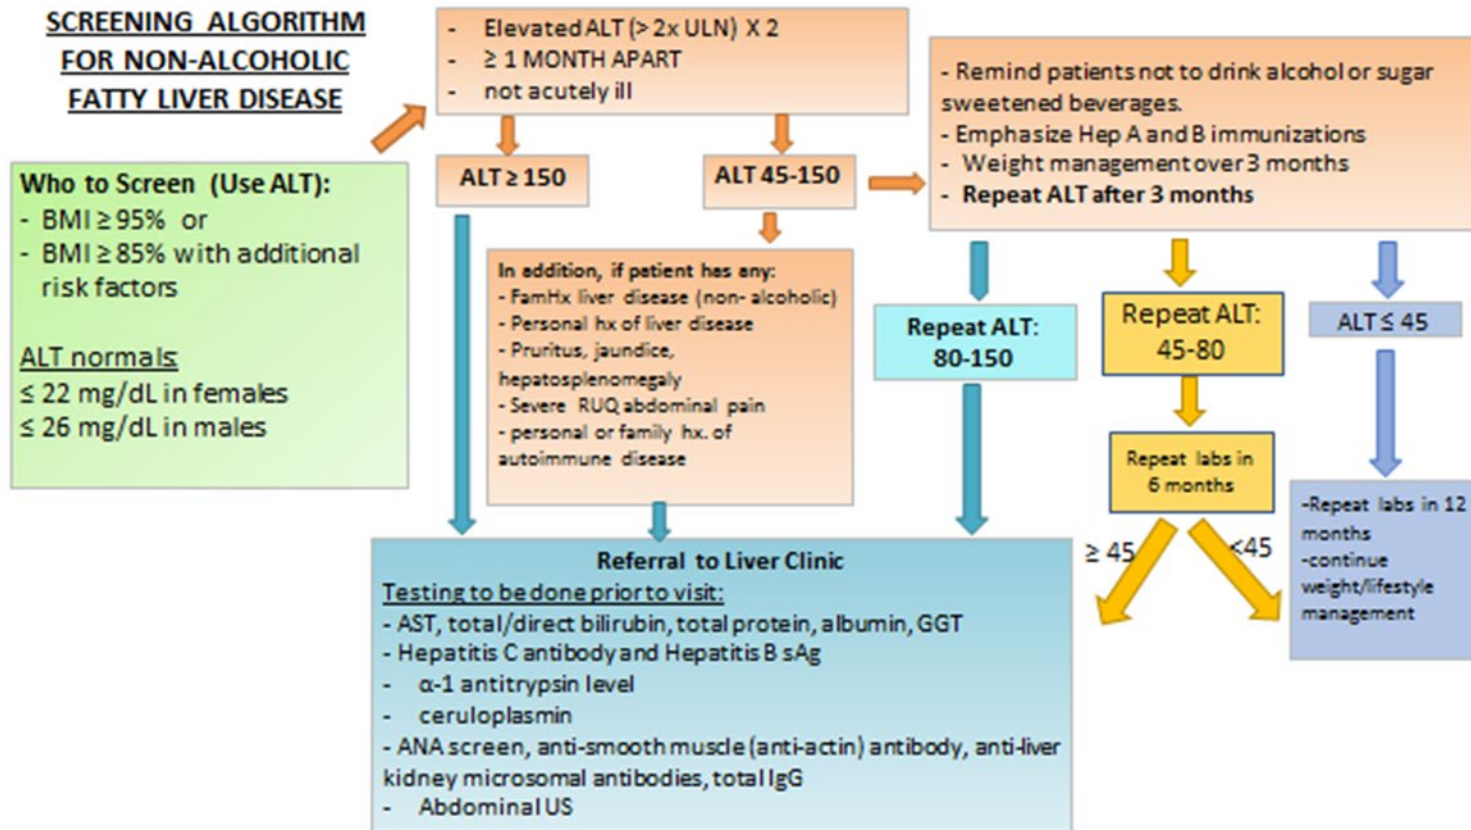 SCREENING ALGORITHM
FOR NON-ALCOHOLIC
FATTY LIVER DISEASE
Who to Screen (Use ALT):
- BMI ≥ 95% or
- BMI ≥ 85% with additional
risk factors
ALT normals:
≤ 22 mg/dL in females
≤ 26 mg/dL in males
- Elevated ALT (> 2x ULN) X 2
- ≥ 1 MONTH APART
- not acutely ill
ALT ≥ 150
ALT 45-150
- Remind patients not to drink alcohol or sugar
sweetened beverages.
- Emphasize Hep A and B immunizations
- Weight management over 3 months
- Repeat ALT after 3 months
In addition, if patient has any:
- FamHx liver disease (non- alcoholic)
- Personal hx of liver disease
- Pruritus, jaundice,
hepatosplenomegaly
- Severe RUQ abdominal pain
- personal or family hx. of
autoimmune disease
Repeat ALT:
80-150
Repeat ALT:
45-80
ALT ≤ 45
Repeat labs in
6 months
≥ 45
<45
-Repeat labs in 12
months
-continue
weight/lifestyle
management
Referral to Liver Clinic
Testing to be done prior to visit:
- AST, total/direct bilirubin, total protein, albumin, GGT
- Hepatitis C antibody and Hepatitis B sAg
- α-1 antitrypsin level
- ceruloplasmin
- ANA screen, anti-smooth muscle (anti-actin) antibody, anti-liver
kidney microsomal antibodies, total IgG
- Abdominal US